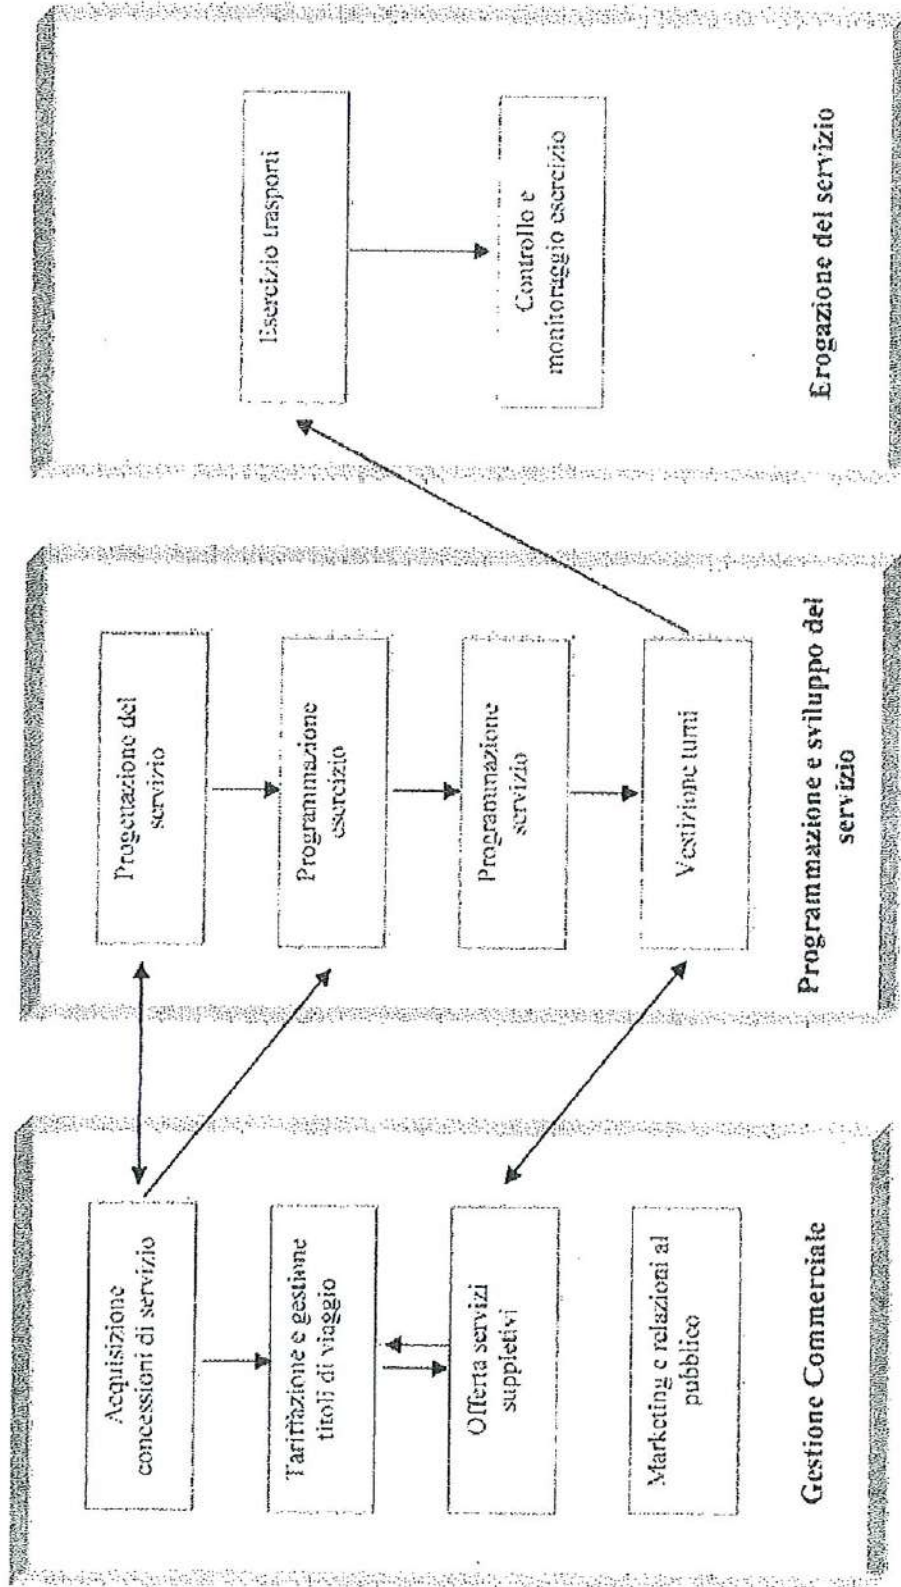 Acquisizione
concessioni di servizio
Tariffazione e gestione
titoli di viaggio
Offerta servizi
suppletivi
Marketing e relazioni al
pubblico
Gestione Commerciale
Progettazione del
servizio
Programmazione
esercizio
Programmazione
servizio
Vestizione turni
Programmazione e sviluppo del
servizio
Esercizio trasporti
Controllo e
monitoraggio esercizio
Erogazione del servizio